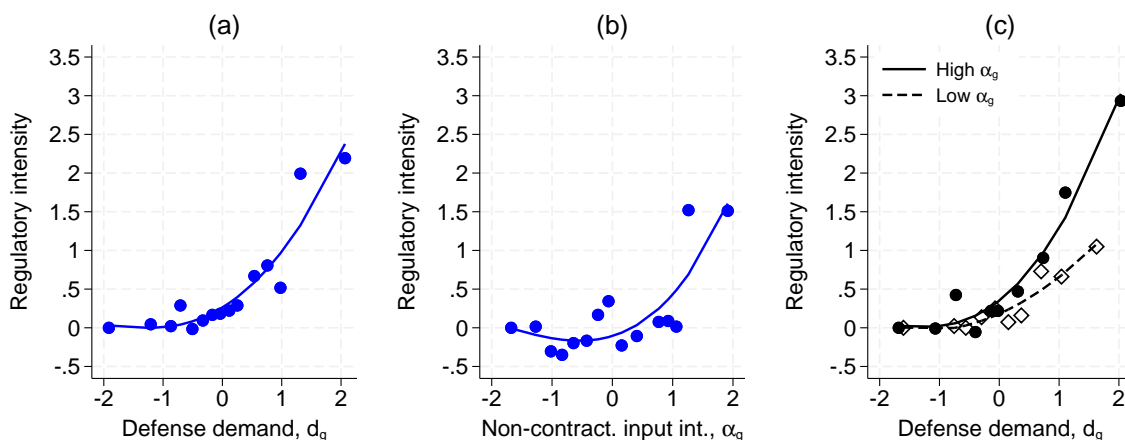 (a)
3.5
3
2.5
2
1.5
1
.5
0
-.5
Regulatory intensity
-2 -1 0 1 2
Defense demand, dg
(b)
3.5
3
2.5
2
1.5
1
.5
0
-.5
Regulatory intensity
-2 -1 0 1 2
Non-contract. input int., αg
(c)
3.5
3
2.5
2
1.5
1
.5
0
-.5
Regulatory intensity
High αg
Low αg
-2 -1 0 1 2
Defense demand, dg